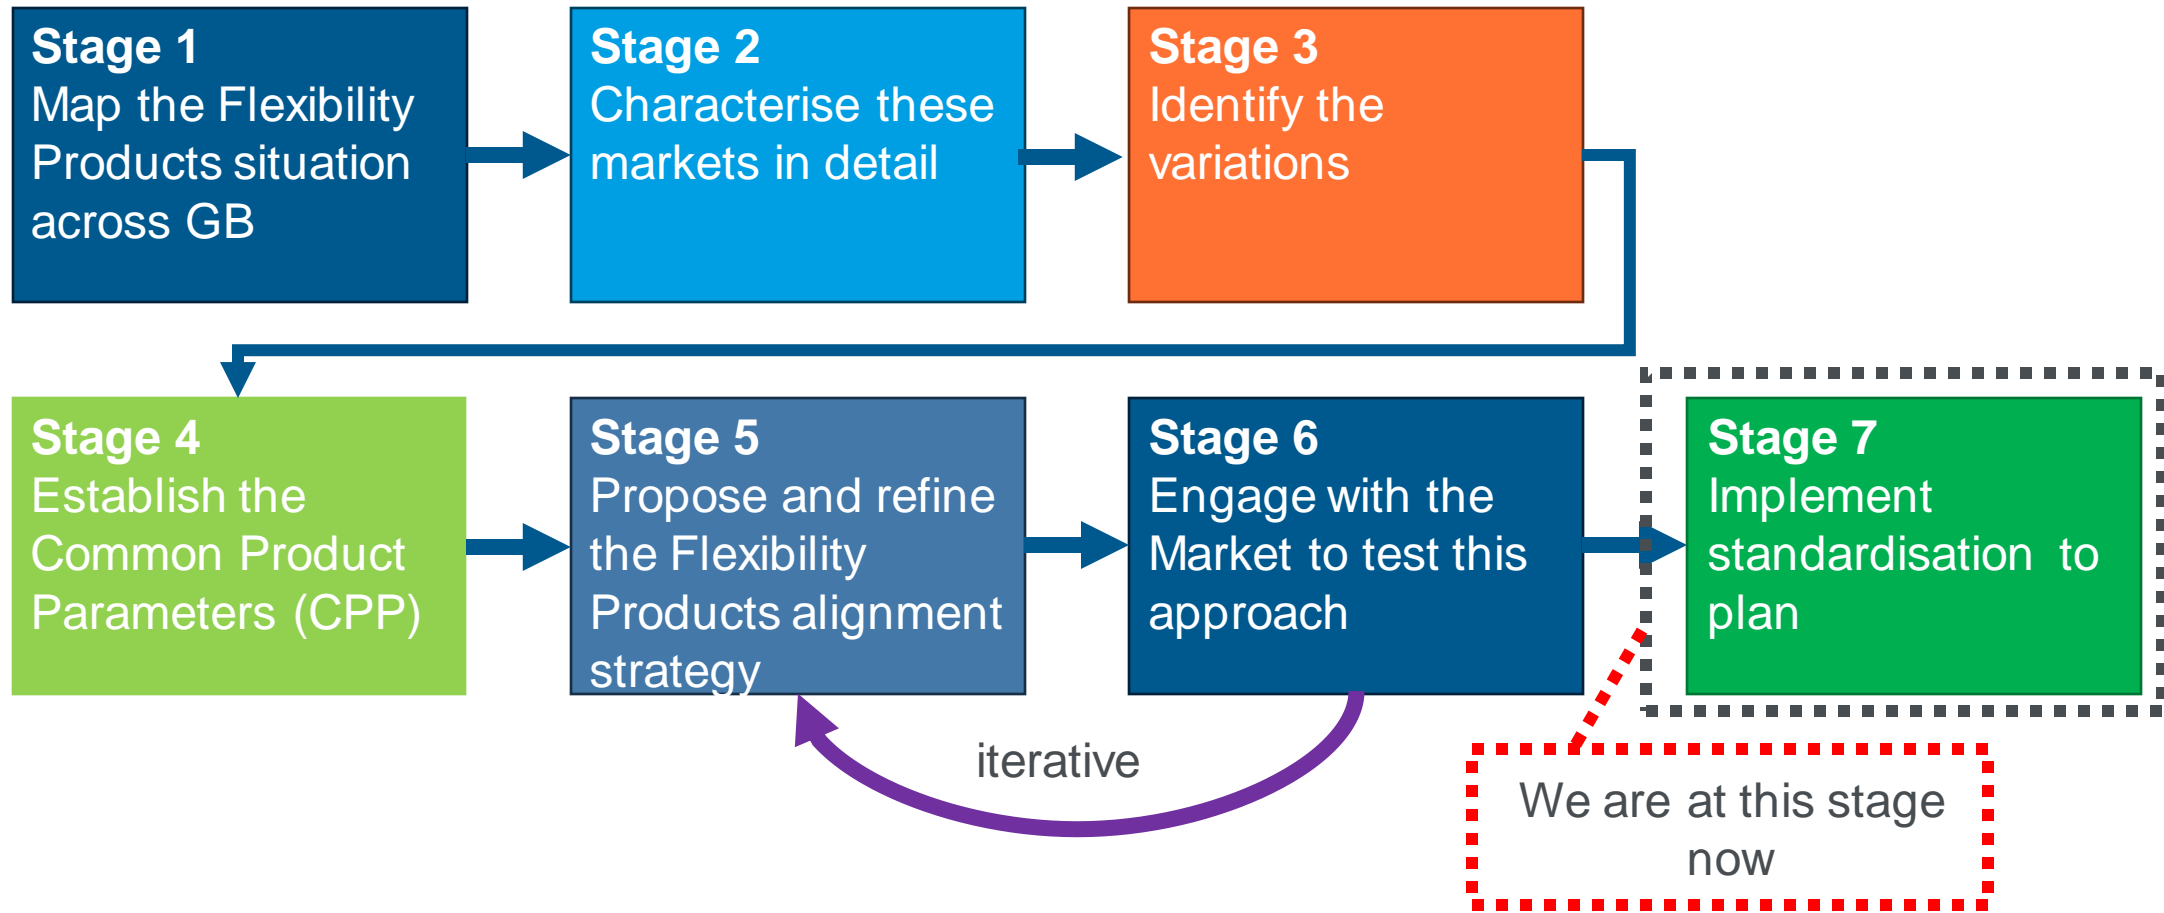 Stage 1
Map the Flexibility
Products situation
across GB
Stage 2
Characterise these
markets in detail
Stage 3
Identify the
variations
Stage 4
Establish the
Common Product
Parameters (CPP)
Stage 5
Propose and refine
the Flexibility
Products alignment
strategy
Stage 6
Engage with the
Market to test this
approach
Stage 7
Implement
standardisation to
plan
iterative
We are at this stage
now